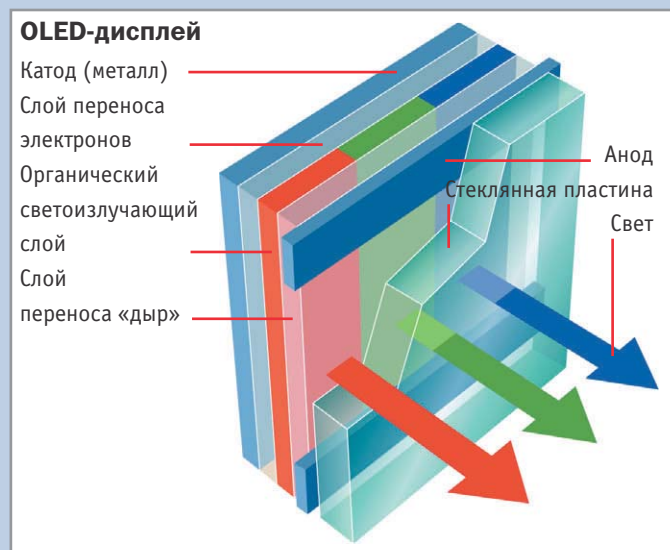 OLED-дисплей
Катод (металл)
Слой переноса
электронов
Органический
светоизлучающий
слой
Слой
переноса «дыр»
Анод
Стеклянная пластина
Свет